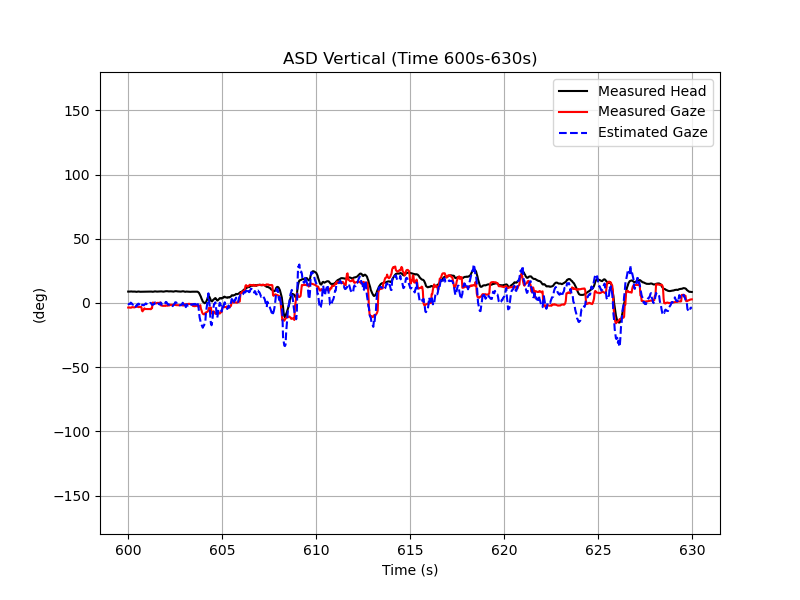 ASD Vertical (Time 600s-630s)
Measured Head
Measured Gaze
Estimated Gaze
150
100
50
0
−50
−100
−150
(deg)
600 605 610 615 620 625 630
Time (s)